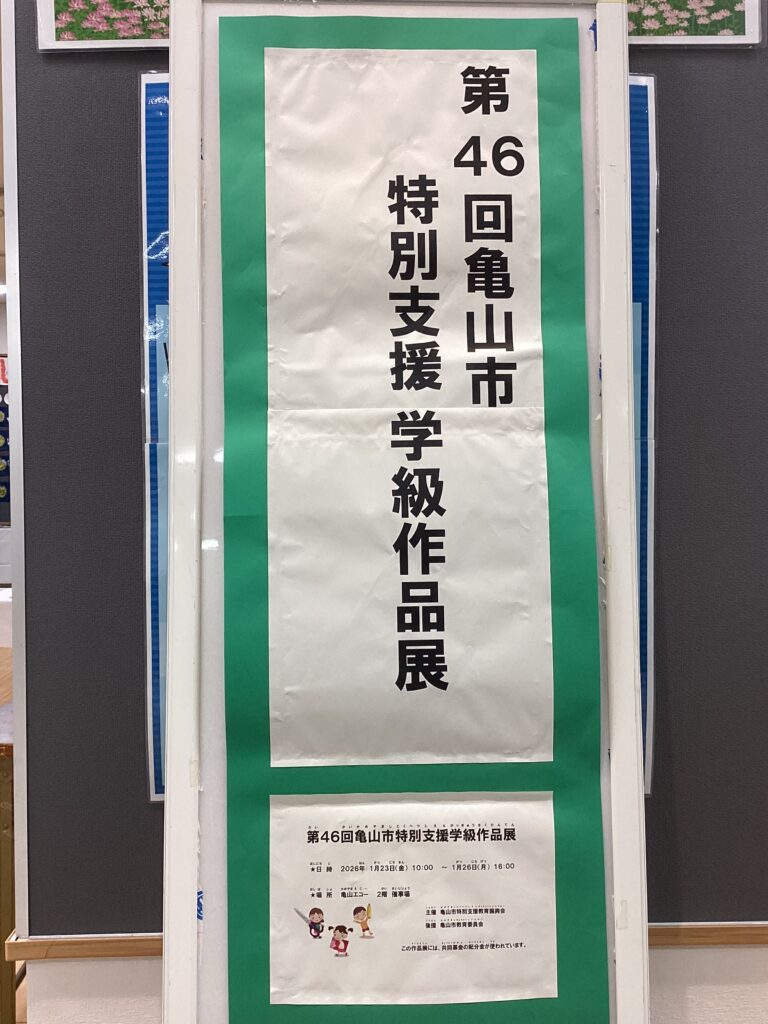 第46回亀山市
特別支援学級作品展
第46回亀山市特別支援学級作品展
★日時 2026年 1月23日(金) 10:00 ～ 1月26日(月) 16:00
★場所 亀山エコー 2階 催事場
主催 亀山市特別支援教育振興会
後援 亀山市教育委員会
この作品展には、共同募金の配分金が使われています。